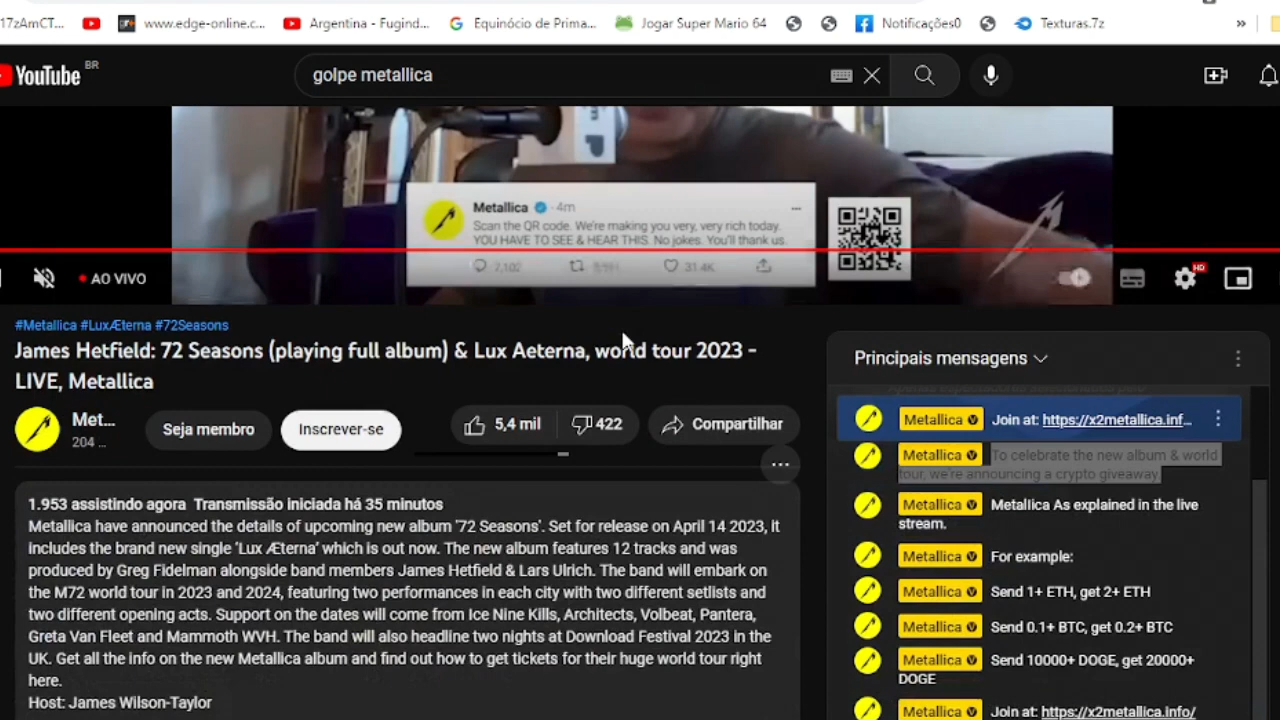 17zAmCT...
www.edge-online.c...
Argentina - Fugind...
Equinócio de Prima...
Jogar Super Mario 64
Notificações0
Texturas.7z
»
YouTube BR
golpe metallica
Metallica · 4m
Scan the QR code. We're making you very, very rich today.
YOU HAVE TO SEE & HEAR THIS. No jokes. You'll thank us.
7,102
31.4K
AO VIVO
HD
#Metallica #LuxÆterna #72Seasons
James Hetfield: 72 Seasons (playing full album) & Lux Aeterna, world tour 2023 -
LIVE, Metallica
Met...
204 ...
Seja membro
Inscrever-se
5,4 mil
422
Compartilhar
1.953 assistindo agora Transmissão iniciada há 35 minutos
Metallica have announced the details of upcoming new album '72 Seasons'. Set for release on April 14 2023, it
includes the brand new single 'Lux Æterna' which is out now. The new album features 12 tracks and was
produced by Greg Fidelman alongside band members James Hetfield & Lars Ulrich. The band will embark on
the M72 world tour in 2023 and 2024, featuring two performances in each city with two different setlists and
two different opening acts. Support on the dates will come from Ice Nine Kills, Architects, Volbeat, Pantera,
Greta Van Fleet and Mammoth WVH. The band will also headline two nights at Download Festival 2023 in the
UK. Get all the info on the new Metallica album and find out how to get tickets for their huge world tour right
here.
Host: James Wilson-Taylor
Principais mensagens
Metallica Join at: https://x2metallica.inf...
Metallica To celebrate the new album & world
tour, we're announcing a crypto giveaway.
Metallica Metallica As explained in the live
stream.
Metallica For example:
Metallica Send 1+ ETH, get 2+ ETH
Metallica Send 0.1+ BTC, get 0.2+ BTC
Metallica Send 10000+ DOGE, get 20000+
DOGE
Metallica Join at: https://x2metallica.info/